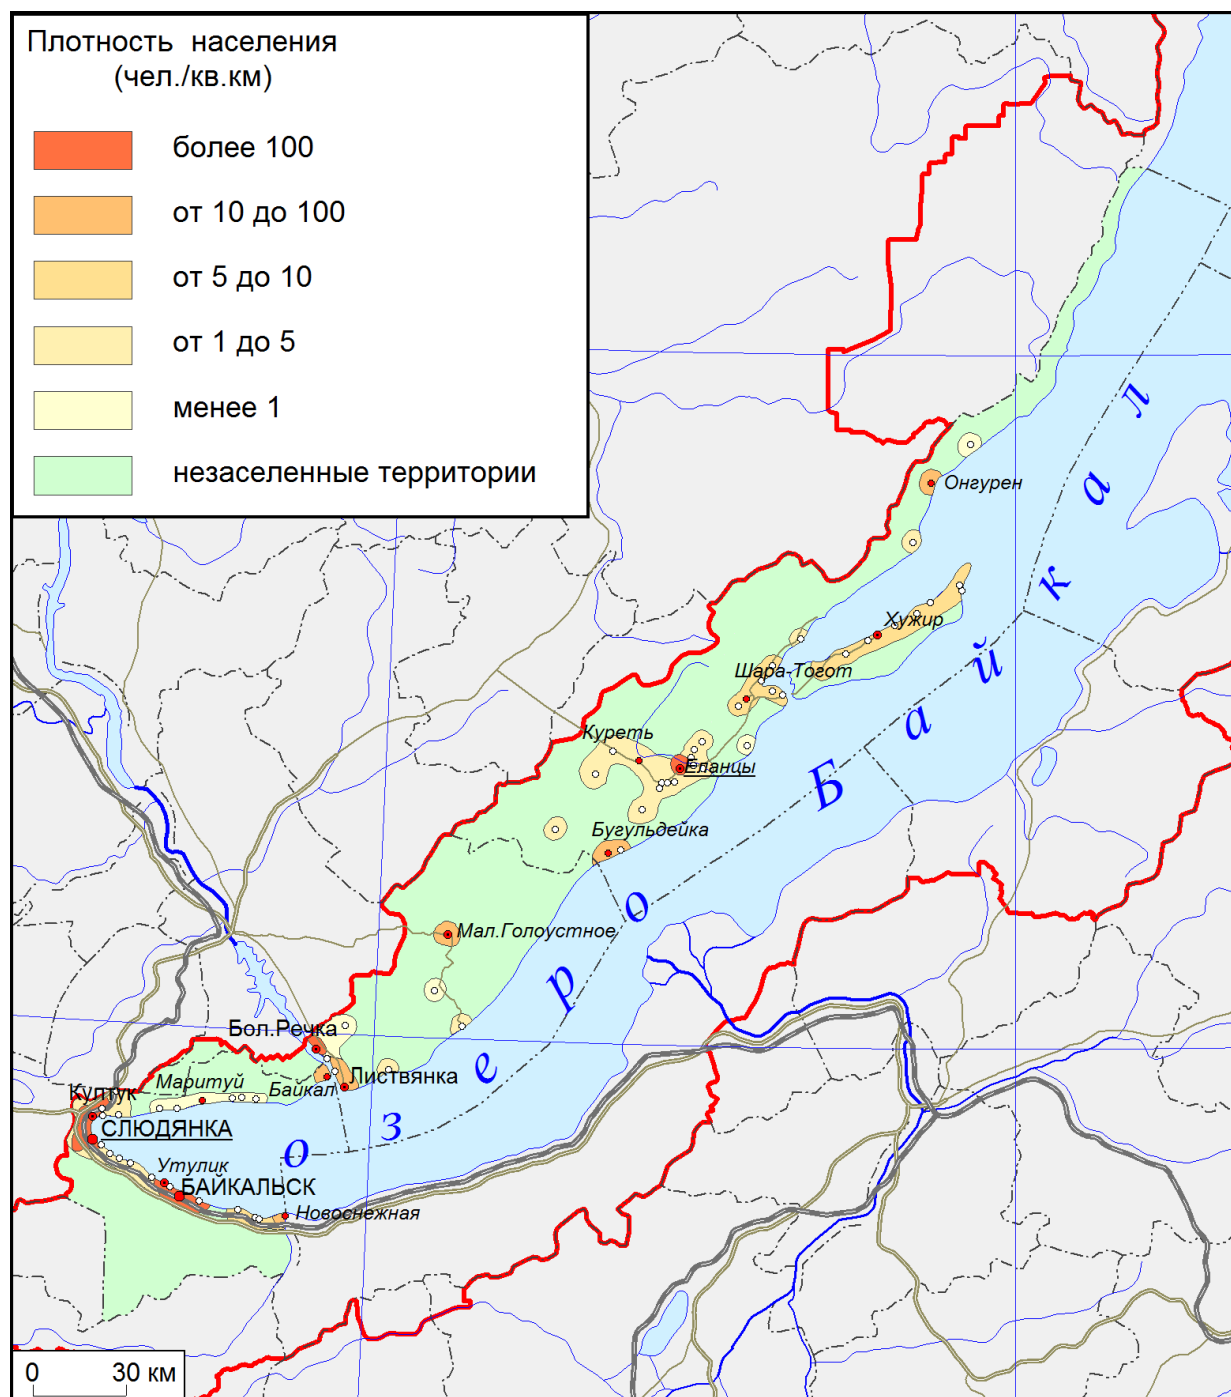 Плотность населения
(чел./кв.км)
более 100
от 10 до 100
от 5 до 10
от 1 до 5
менее 1
незаселенные территории
Онгурен
Хужир
Шара-Тогот
Куреть
Еланцы
Бугульдейка
Мал.Голоустное
Бол.Речка
Листвянка
Байкал
Маритуй
Култук
СЛЮДЯНКА
Утулик
БАЙКАЛЬСК
Новоснежная
озеро Байкал
0 30 км